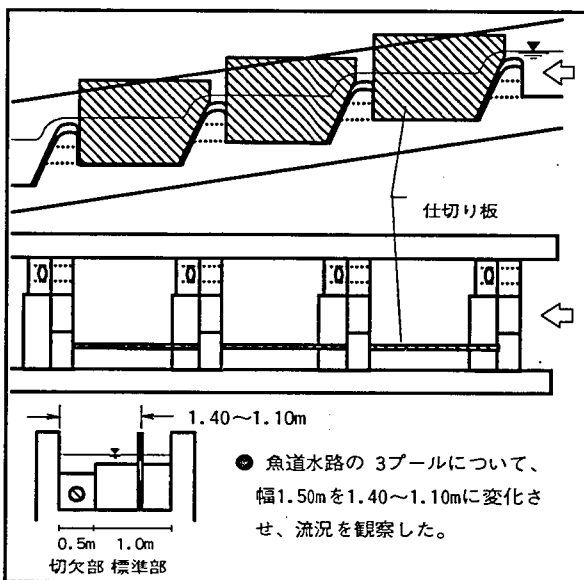 仕切り板
1.40～1.10m
0.5m 1.0m
切欠部 標準部
● 魚道水路の 3プールについて、
幅1.50mを1.40～1.10mに変化さ
せ、流況を観察した。